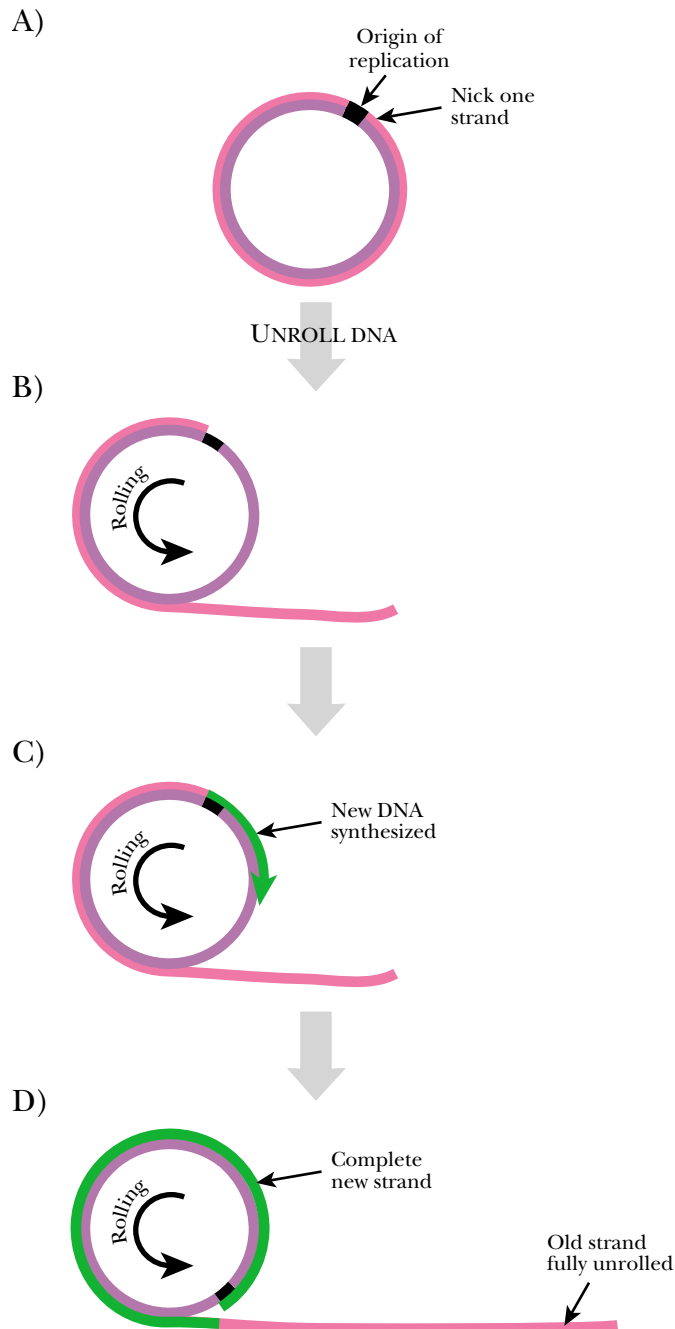 A)
Origin of
replication
Nick one
strand
UNROLL DNA
B)
Rolling
C)
New DNA
synthesized
Rolling
D)
Complete
new strand
Rolling
Old strand
fully unrolled